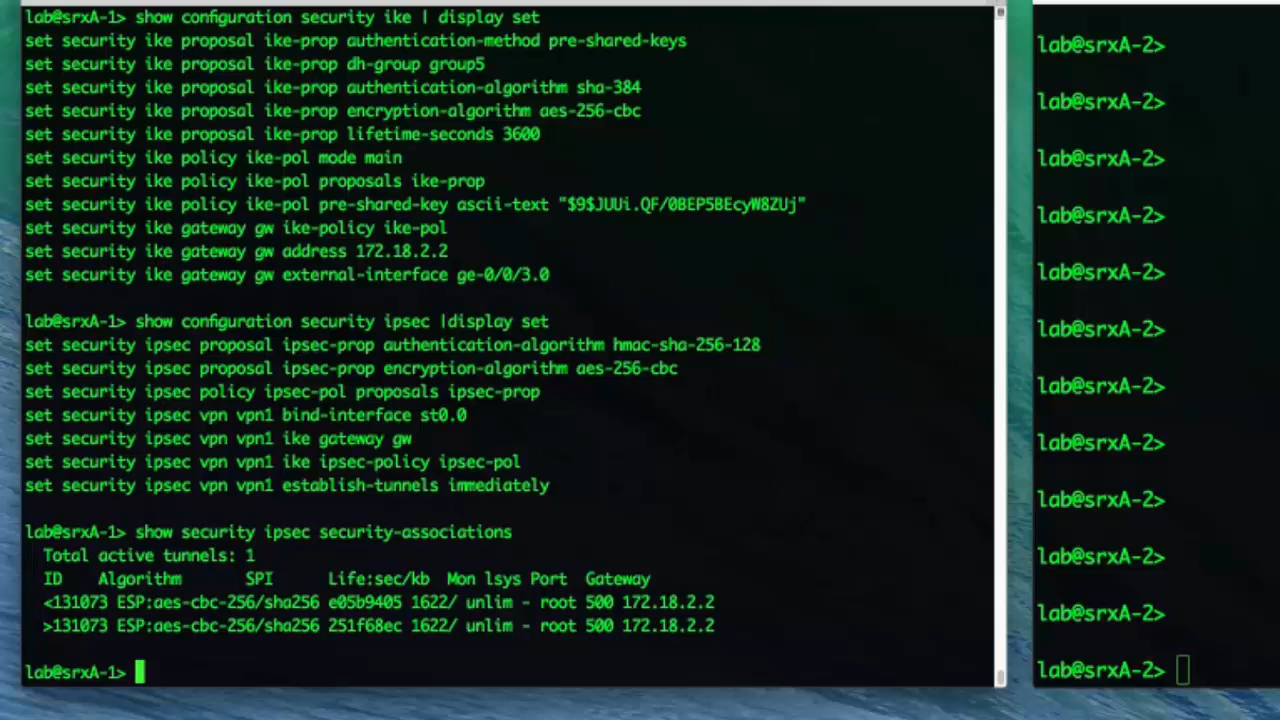 lab@srxA-1> show configuration security ike | display set
set security ike proposal ike-prop authentication-method pre-shared-keys
set security ike proposal ike-prop dh-group group5
set security ike proposal ike-prop authentication-algorithm sha-384
set security ike proposal ike-prop encryption-algorithm aes-256-cbc
set security ike proposal ike-prop lifetime-seconds 3600
set security ike policy ike-pol mode main
set security ike policy ike-pol proposals ike-prop
set security ike policy ike-pol pre-shared-key ascii-text "$9$JUUi.QF/0BEP5BEcyW8ZUj"
set security ike gateway gw ike-policy ike-pol
set security ike gateway gw address 172.18.2.2
set security ike gateway gw external-interface ge-0/0/3.0
lab@srxA-1> show configuration security ipsec |display set
set security ipsec proposal ipsec-prop authentication-algorithm hmac-sha-256-128
set security ipsec proposal ipsec-prop encryption-algorithm aes-256-cbc
set security ipsec policy ipsec-pol proposals ipsec-prop
set security ipsec vpn vpn1 bind-interface st0.0
set security ipsec vpn vpn1 ike gateway gw
set security ipsec vpn vpn1 ike ipsec-policy ipsec-pol
set security ipsec vpn vpn1 establish-tunnels immediately
lab@srxA-1> show security ipsec security-associations
Total active tunnels: 1
ID Algorithm SPI Life:sec/kb Mon lsys Port Gateway
<131073 ESP:aes-cbc-256/sha256 e05b9405 1622/ unlim - root 500 172.18.2.2
>131073 ESP:aes-cbc-256/sha256 251f68ec 1622/ unlim - root 500 172.18.2.2
lab@srxA-1>
lab@srxA-2>
lab@srxA-2>
lab@srxA-2>
lab@srxA-2>
lab@srxA-2>
lab@srxA-2>
lab@srxA-2>
lab@srxA-2>
lab@srxA-2>
lab@srxA-2>
lab@srxA-2>
lab@srxA-2>